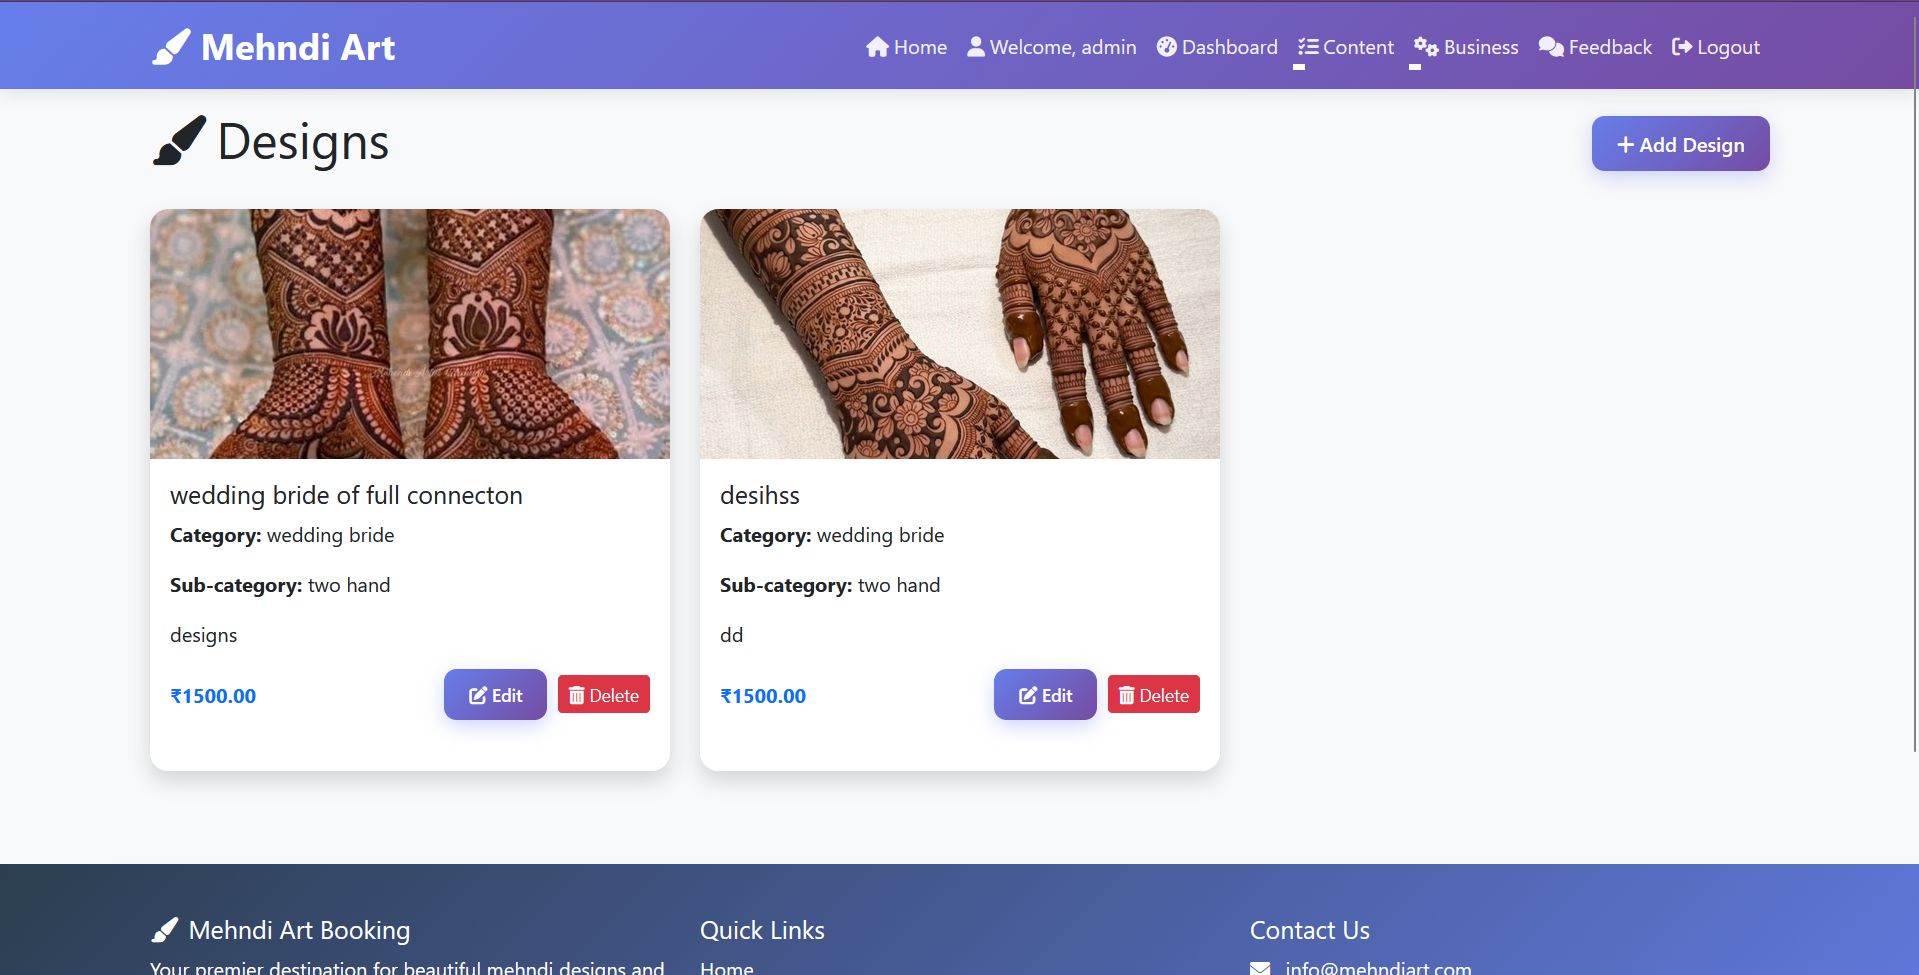 Mehndi Art
Home Welcome, admin Dashboard Content Business Feedback Logout
Designs
+ Add Design
wedding bride of full connecton
Category: wedding bride
Sub-category: two hand
designs
₹1500.00 Edit Delete
desihss
Category: wedding bride
Sub-category: two hand
dd
₹1500.00 Edit Delete
Mehndi Art Booking
Your premier destination for beautiful mehndi designs and
Quick Links
Home
Contact Us
info@mehndiart.com